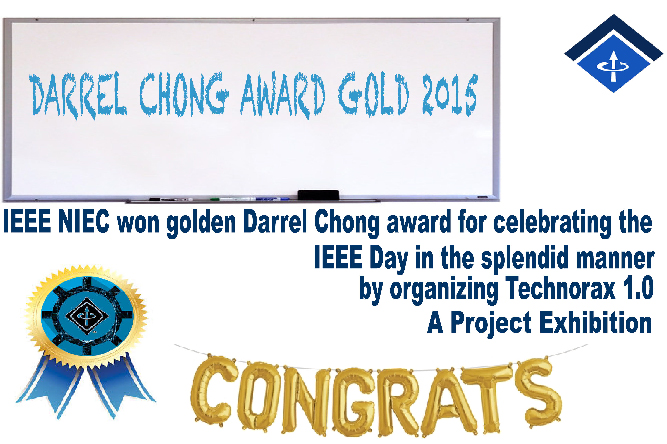 DARREL CHONG AWARD GOLD 2015
IEEE NIEC won golden Darrel Chong award for celebrating the
IEEE Day in the splendid manner
by organizing Technorax 1.0
A Project Exhibition
CONGRATS